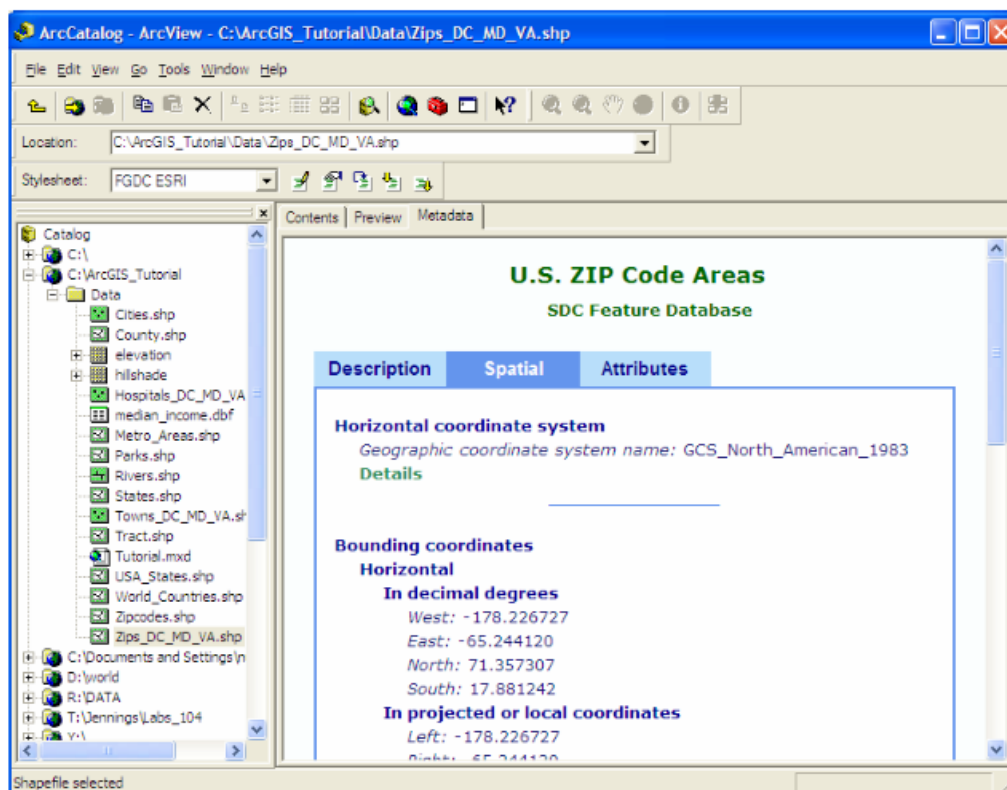 ArcCatalog - ArcView - C:\ArcGIS_Tutorial\Data\Zips_DC_MD_VA.shp
File Edit View Go Tools Window Help
Location: C:\ArcGIS_Tutorial\Data\Zips_DC_MD_VA.shp
Stylesheet: FGDC ESRI
Catalog
C:\
C:\ArcGIS_Tutorial
Data
Cities.shp
County.shp
elevation
hillshade
Hospitals_DC_MD_VA
median_income.dbf
Metro_Areas.shp
Parks.shp
Rivers.shp
States.shp
Towns_DC_MD_VA.sh
Tract.shp
Tutorial.mxd
USA_States.shp
World_Countries.shp
Zipcodes.shp
Zips_DC_MD_VA.shp
C:\Documents and Settings\n
D:\world
R:\DATA
T:\Jennings\Labs_104
Y:\
Contents Preview Metadata
U.S. ZIP Code Areas
SDC Feature Database
Description Spatial Attributes
Horizontal coordinate system
Geographic coordinate system name: GCS_North_American_1983
Details
Bounding coordinates
Horizontal
In decimal degrees
West: -178.226727
East: -65.244120
North: 71.357307
South: 17.881242
In projected or local coordinates
Left: -178.226727
Right: -65.244120
Shapefile selected